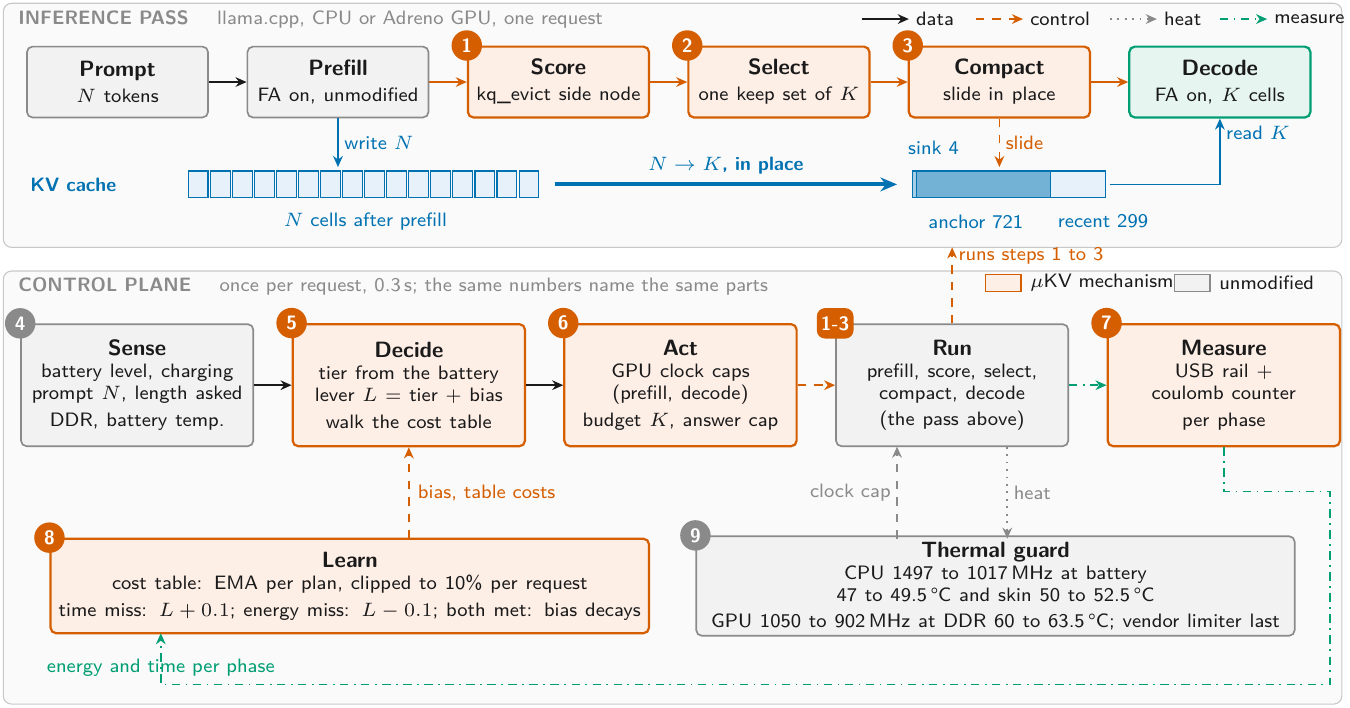 INFERENCE PASS llama.cpp, CPU or Adreno GPU, one request
data control heat measure
Prompt
N tokens
Prefill
FA on, unmodified
1
Score
kq_evict side node
2
Select
one keep set of K
3
Compact
slide in place
Decode
FA on, K cells
write N
slide
read K
sink 4
KV cache
N → K, in place
N cells after prefill
anchor 721
recent 299
runs steps 1 to 3
CONTROL PLANE once per request, 0.3 s; the same numbers name the same parts
μKV mechanism
unmodified
4
Sense
battery level, charging
prompt N, length asked
DDR, battery temp.
5
Decide
tier from the battery
lever L = tier + bias
walk the cost table
6
Act
GPU clock caps
(prefill, decode)
budget K, answer cap
1-3
Run
prefill, score, select,
compact, decode
(the pass above)
7
Measure
USB rail +
coulomb counter
per phase
bias, table costs
clock cap
heat
8
Learn
cost table: EMA per plan, clipped to 10% per request
time miss: L + 0.1; energy miss: L − 0.1; both met: bias decays
9
Thermal guard
CPU 1497 to 1017 MHz at battery
47 to 49.5 °C and skin 50 to 52.5 °C
GPU 1050 to 902 MHz at DDR 60 to 63.5 °C; vendor limiter last
energy and time per phase